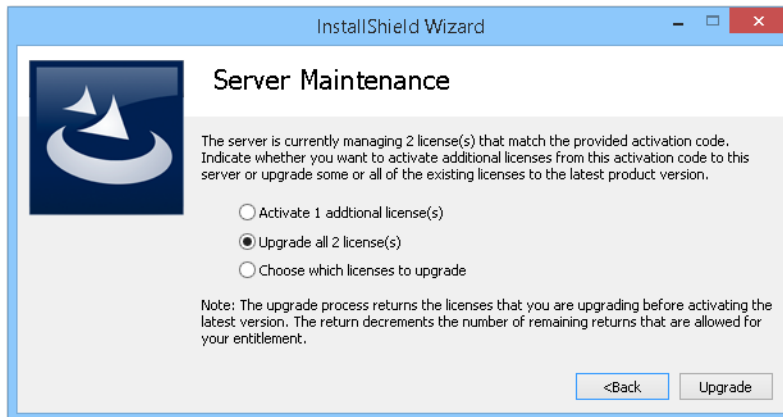 InstallShield Wizard
Server Maintenance
The server is currently managing 2 license(s) that match the provided activation code.
Indicate whether you want to activate additional licenses from this activation code to this
server or upgrade some or all of the existing licenses to the latest product version.
Activate 1 addtional license(s)
Upgrade all 2 license(s)
Choose which licenses to upgrade
Note: The upgrade process returns the licenses that you are upgrading before activating the
latest version. The return decrements the number of remaining returns that are allowed for
your entitlement.
<Back Upgrade